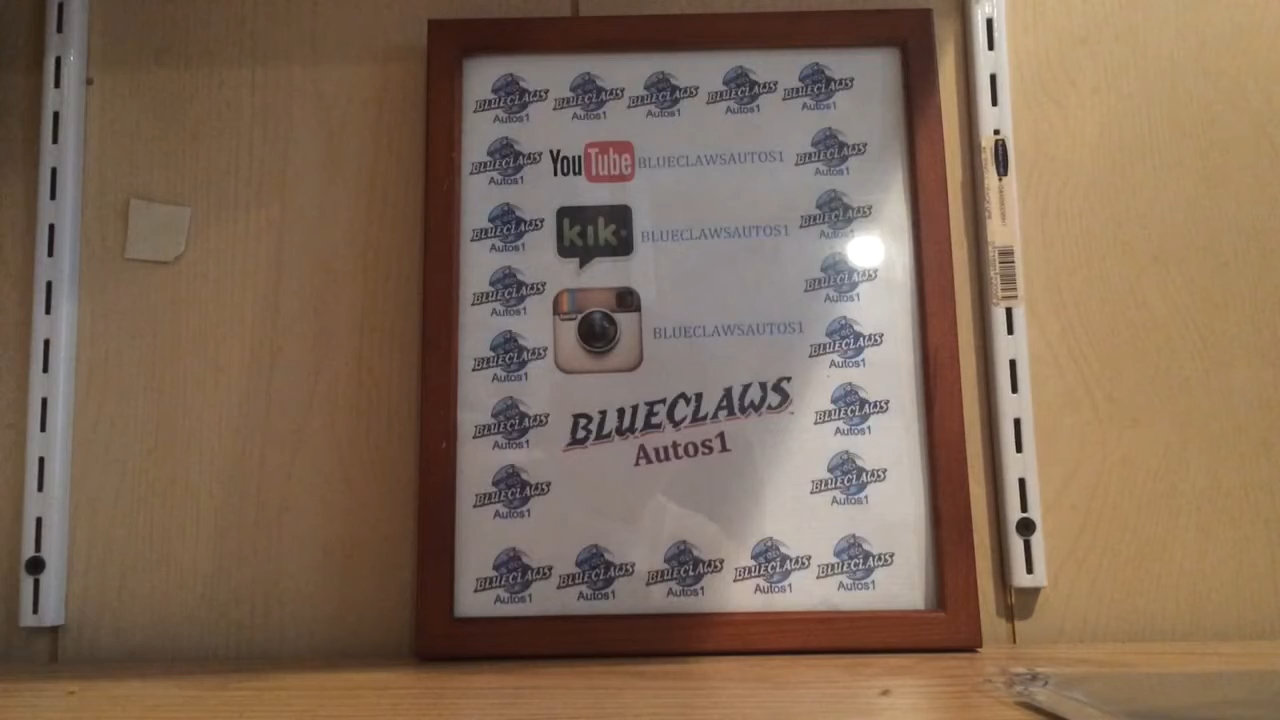 BLUECLAWS BLUECLAWS BLUECLAWS BLUECLAWS BLUECLAWS
Autos1 Autos1 Autos1 Autos1 Autos1
BLUECLAWS YouTube BLUECLAWSAUTOS1 BLUECLAWS
Autos1 Autos1
BLUECLAWS kik· BLUECLAWSAUTOS1 BLUECLAWS
Autos1 Autos1
BLUECLAWS BLUECLAWS
Autos1 Autos1
BLUECLAWS BLUECLAWSAUTOS1 BLUECLAWS
Autos1 Autos1
BLUECLAWS BLUECLAWS BLUECLAWS
Autos1 Autos1 Autos1
BLUECLAWS BLUECLAWS
Autos1 Autos1
BLUECLAWS BLUECLAWS BLUECLAWS BLUECLAWS BLUECLAWS
Autos1 Autos1 Autos1 Autos1 Autos1